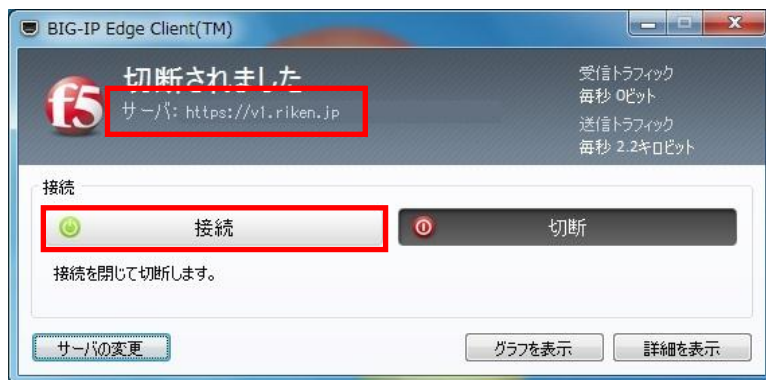 BIG-IP Edge Client(TM)
切断されました
サーバ: https://v1.riken.jp
受信トラフィック
毎秒 0ビット
送信トラフィック
毎秒 2.2キロビット
f5
接続
接続
切断
接続を閉じて切断します。
サーバの変更
グラフを表示
詳細を表示